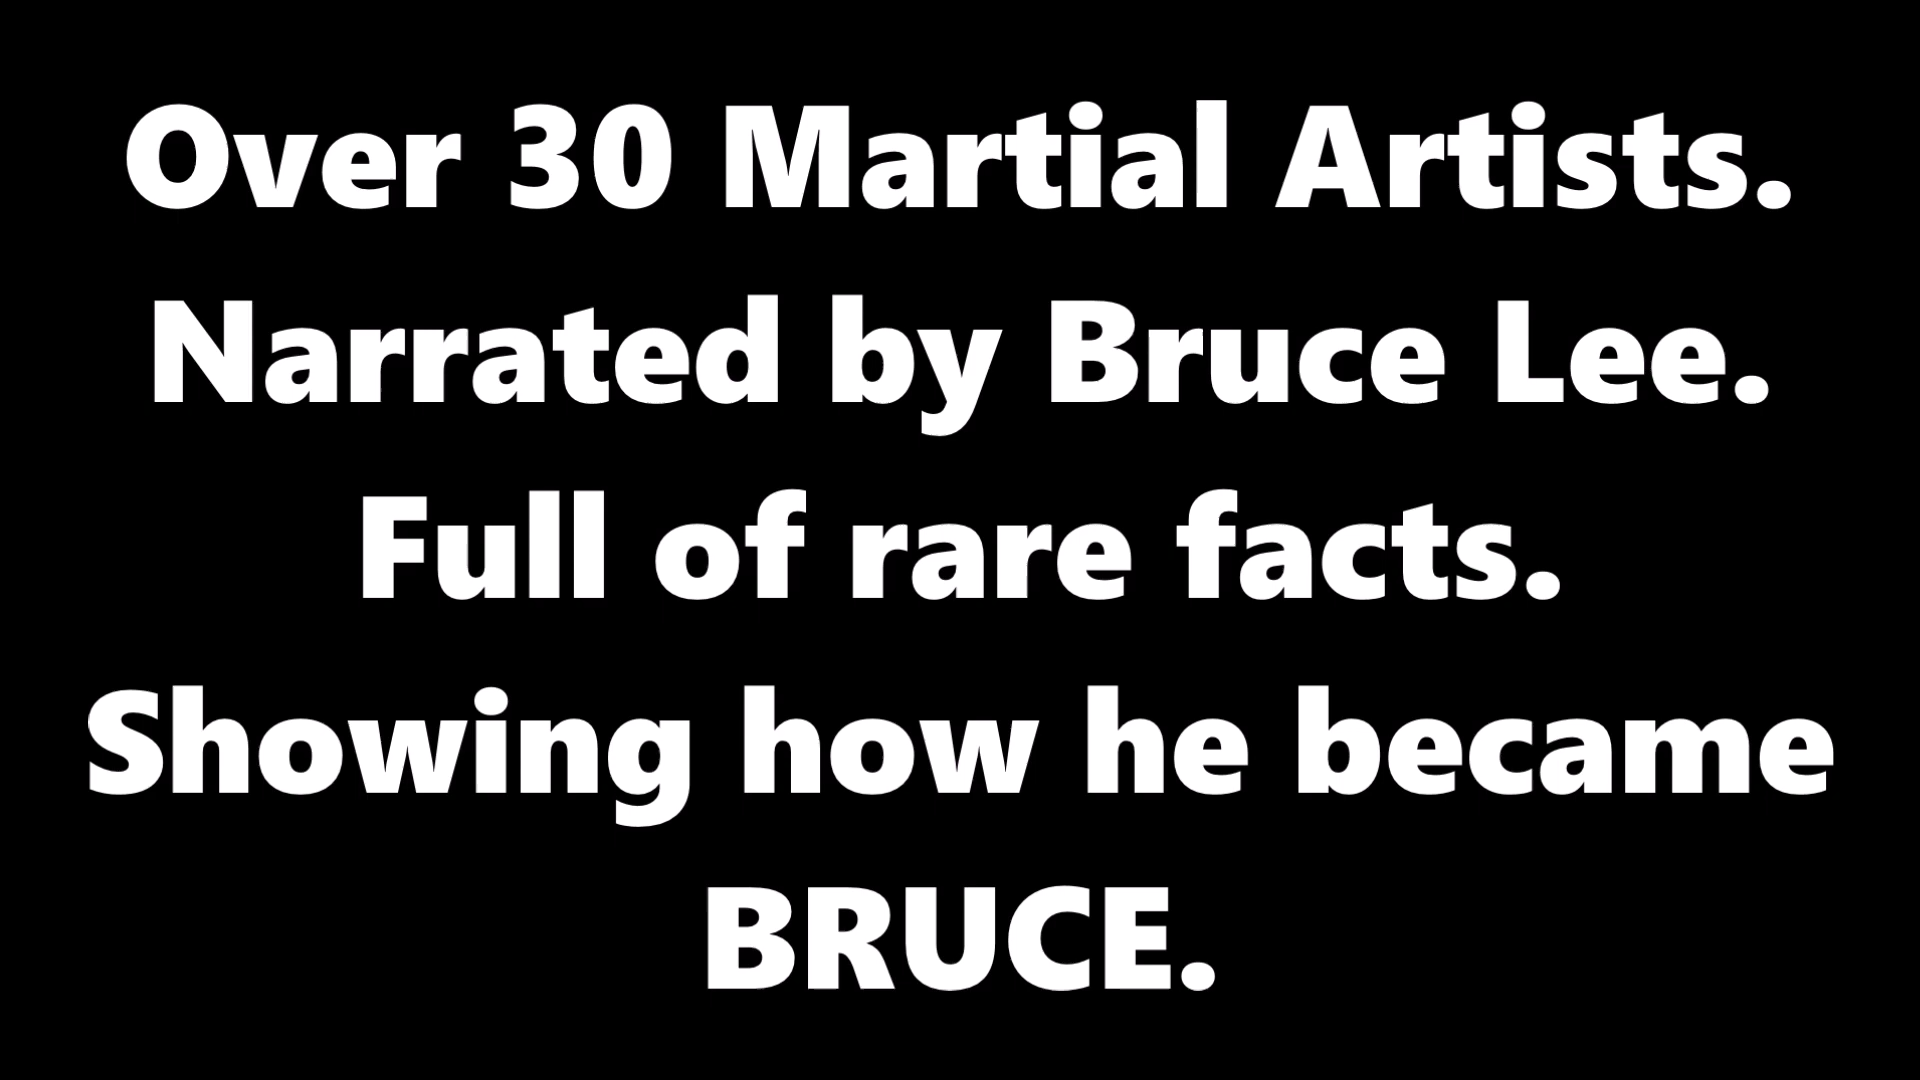 Over 30 Martial Artists.
Narrated by Bruce Lee.
Full of rare facts.
Showing how he became
BRUCE.